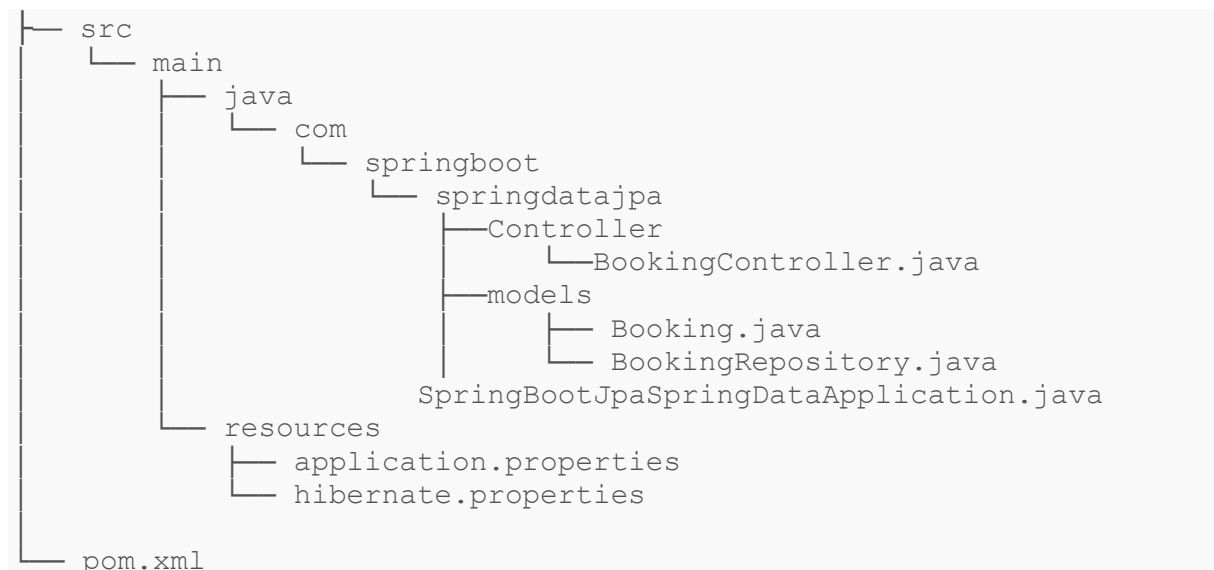 src
main
java
com
springboot
springdatajpa
Controller
BookingController.java
models
Booking.java
BookingRepository.java
SpringBootJpaSpringDataApplication.java
resources
application.properties
hibernate.properties
pom.xml